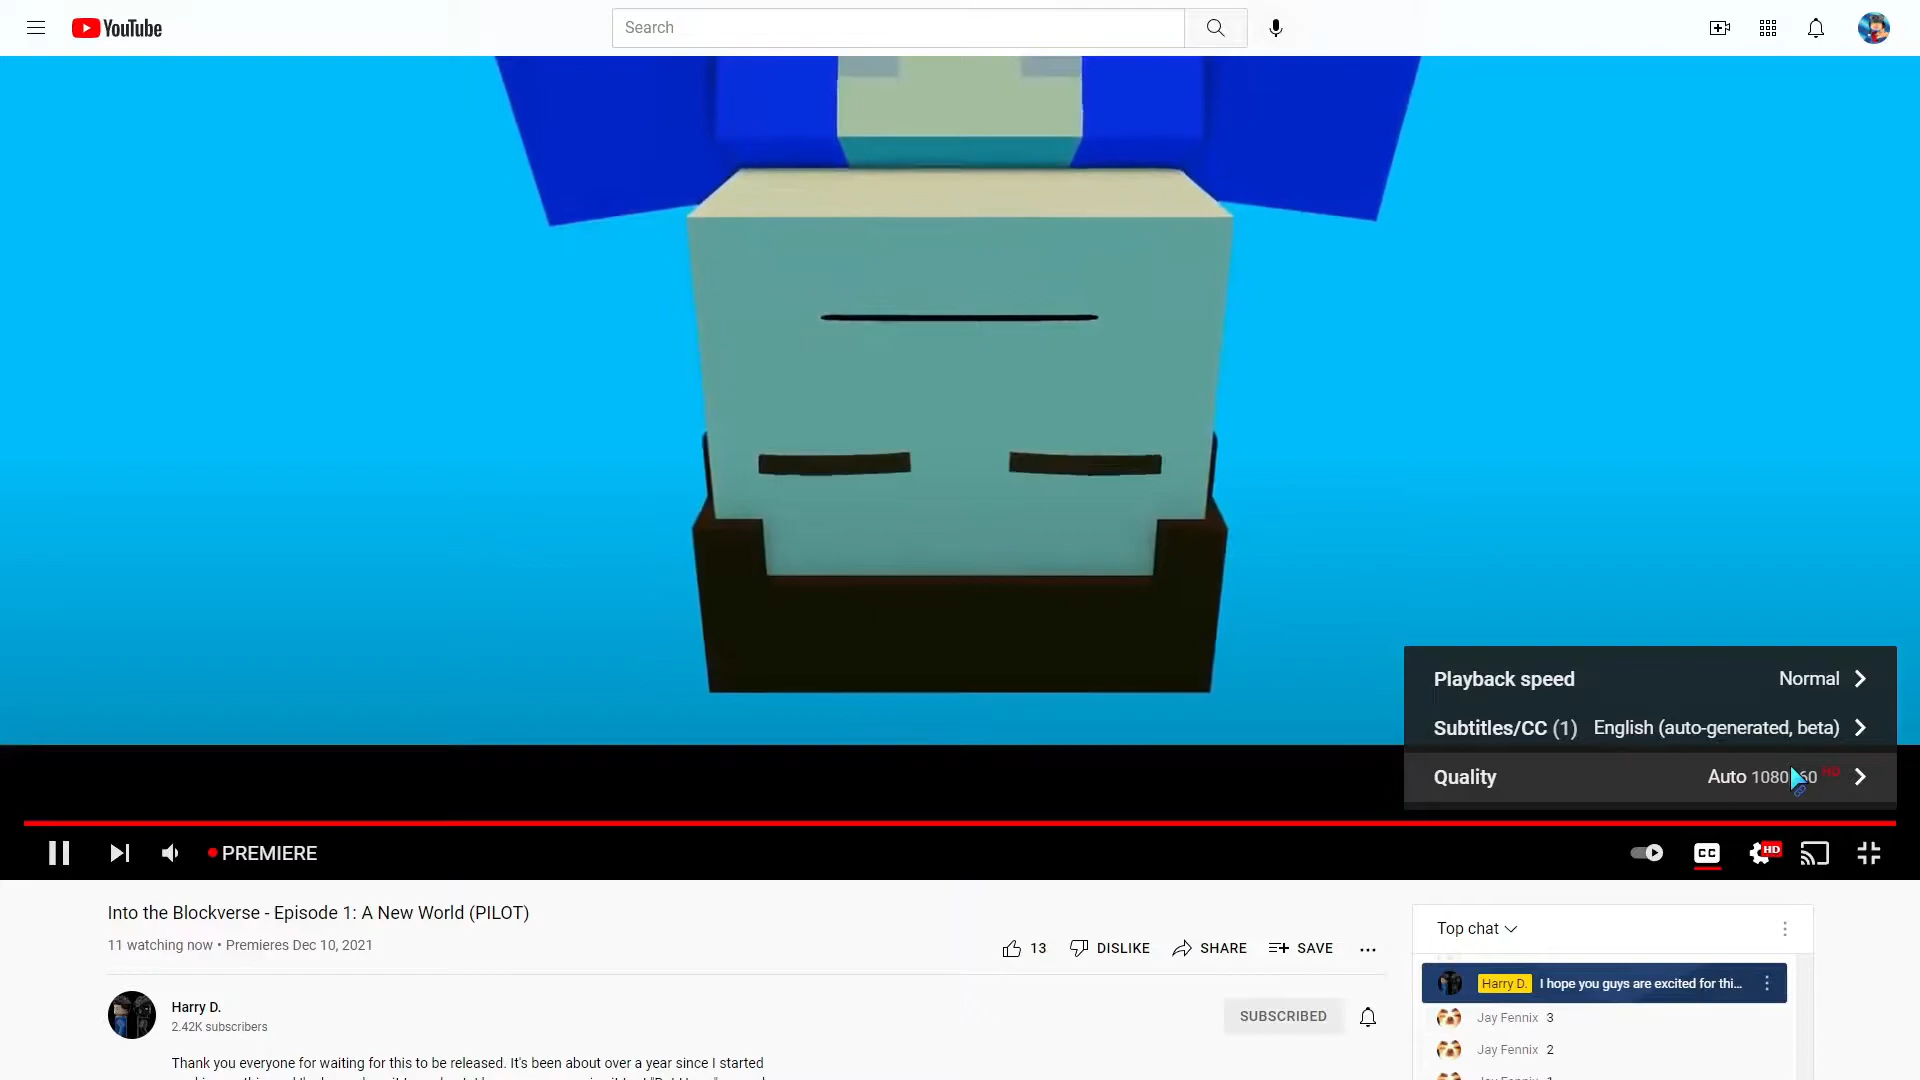 YouTube
Search
Playback speed Normal
Subtitles/CC (1) English (auto-generated, beta)
Quality Auto 1080 60 HD
PREMIERE
CC
HD
Into the Blockverse - Episode 1: A New World (PILOT)
11 watching now • Premieres Dec 10, 2021
13 DISLIKE SHARE SAVE
Harry D.
2.42K subscribers
SUBSCRIBED
Thank you everyone for waiting for this to be released. It's been about over a year since I started
Top chat
Harry D. I hope you guys are excited for thi...
Jay Fennix 3
Jay Fennix 2